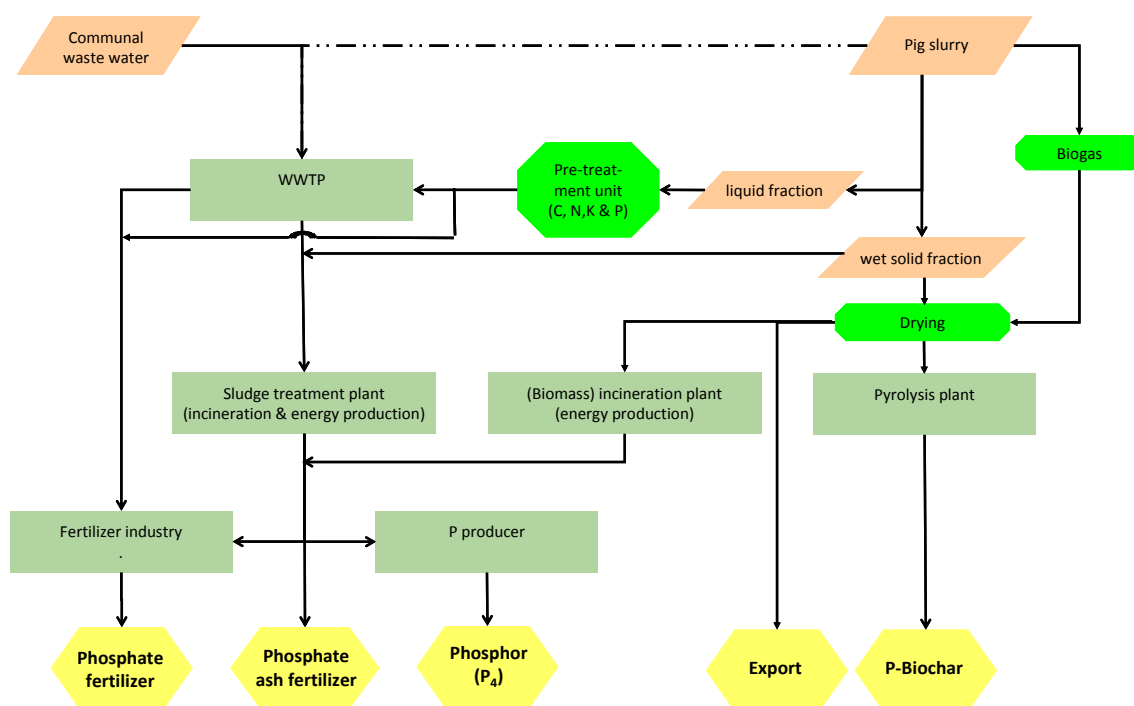 Communal
waste water
Pig slurry
Biogas
WWTP
Pre-treat-
ment unit
(C, N,K & P)
liquid fraction
wet solid fraction
Drying
Sludge treatment plant
(incineration & energy production)
(Biomass) incineration plant
(energy production)
Pyrolysis plant
Fertilizer industry
.
P producer
Phosphate
fertilizer
Phosphate
ash fertilizer
Phosphor
(P₄)
Export
P-Biochar